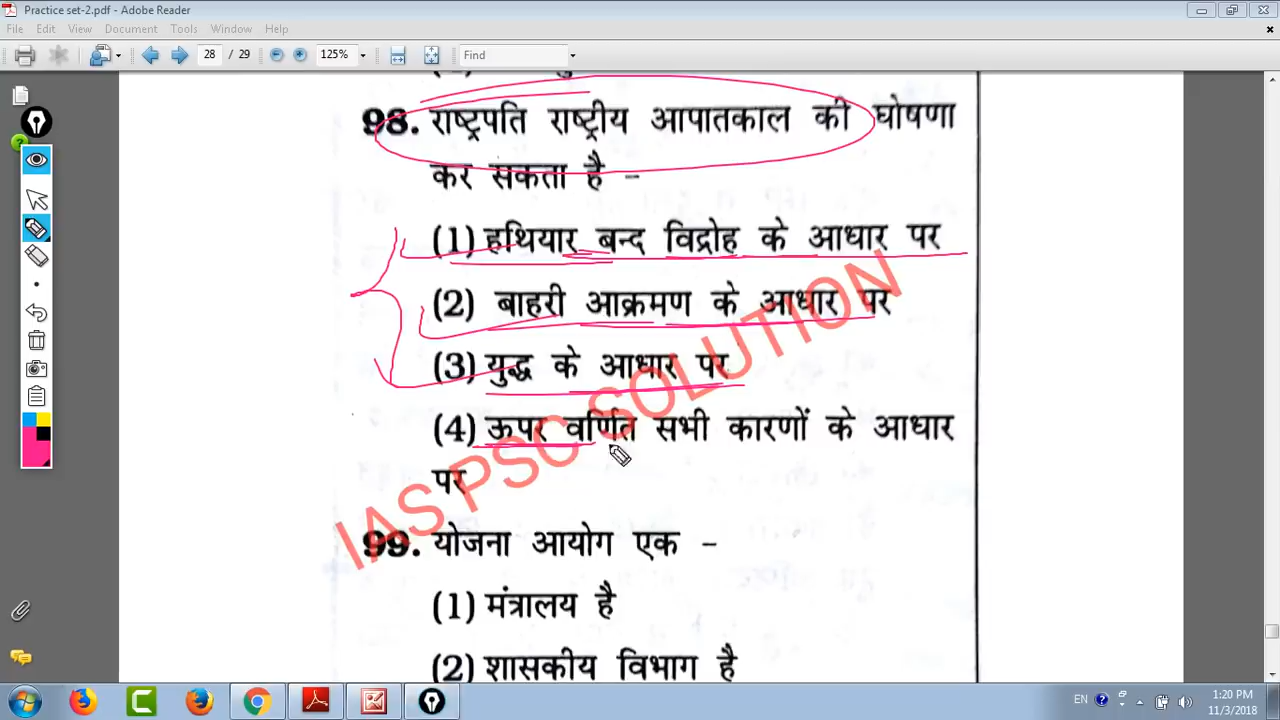 Practice set-2.pdf - Adobe Reader
File Edit View Document Tools Window Help
28 / 29 125% Find
98. राष्ट्रपति राष्ट्रीय आपातकाल की घोषणा
कर सकता है -
(1) हथियार बन्द विद्रोह के आधार पर
(2) बाहरी आक्रमण के आधार पर
(3) युद्ध के आधार पर
(4) ऊपर वर्णित सभी कारणों के आधार
पर
IAS PSC SOLUTION
99. योजना आयोग एक -
(1) मंत्रालय है
(2) शासकीय विभाग है
EN 1:20 PM
11/3/2018